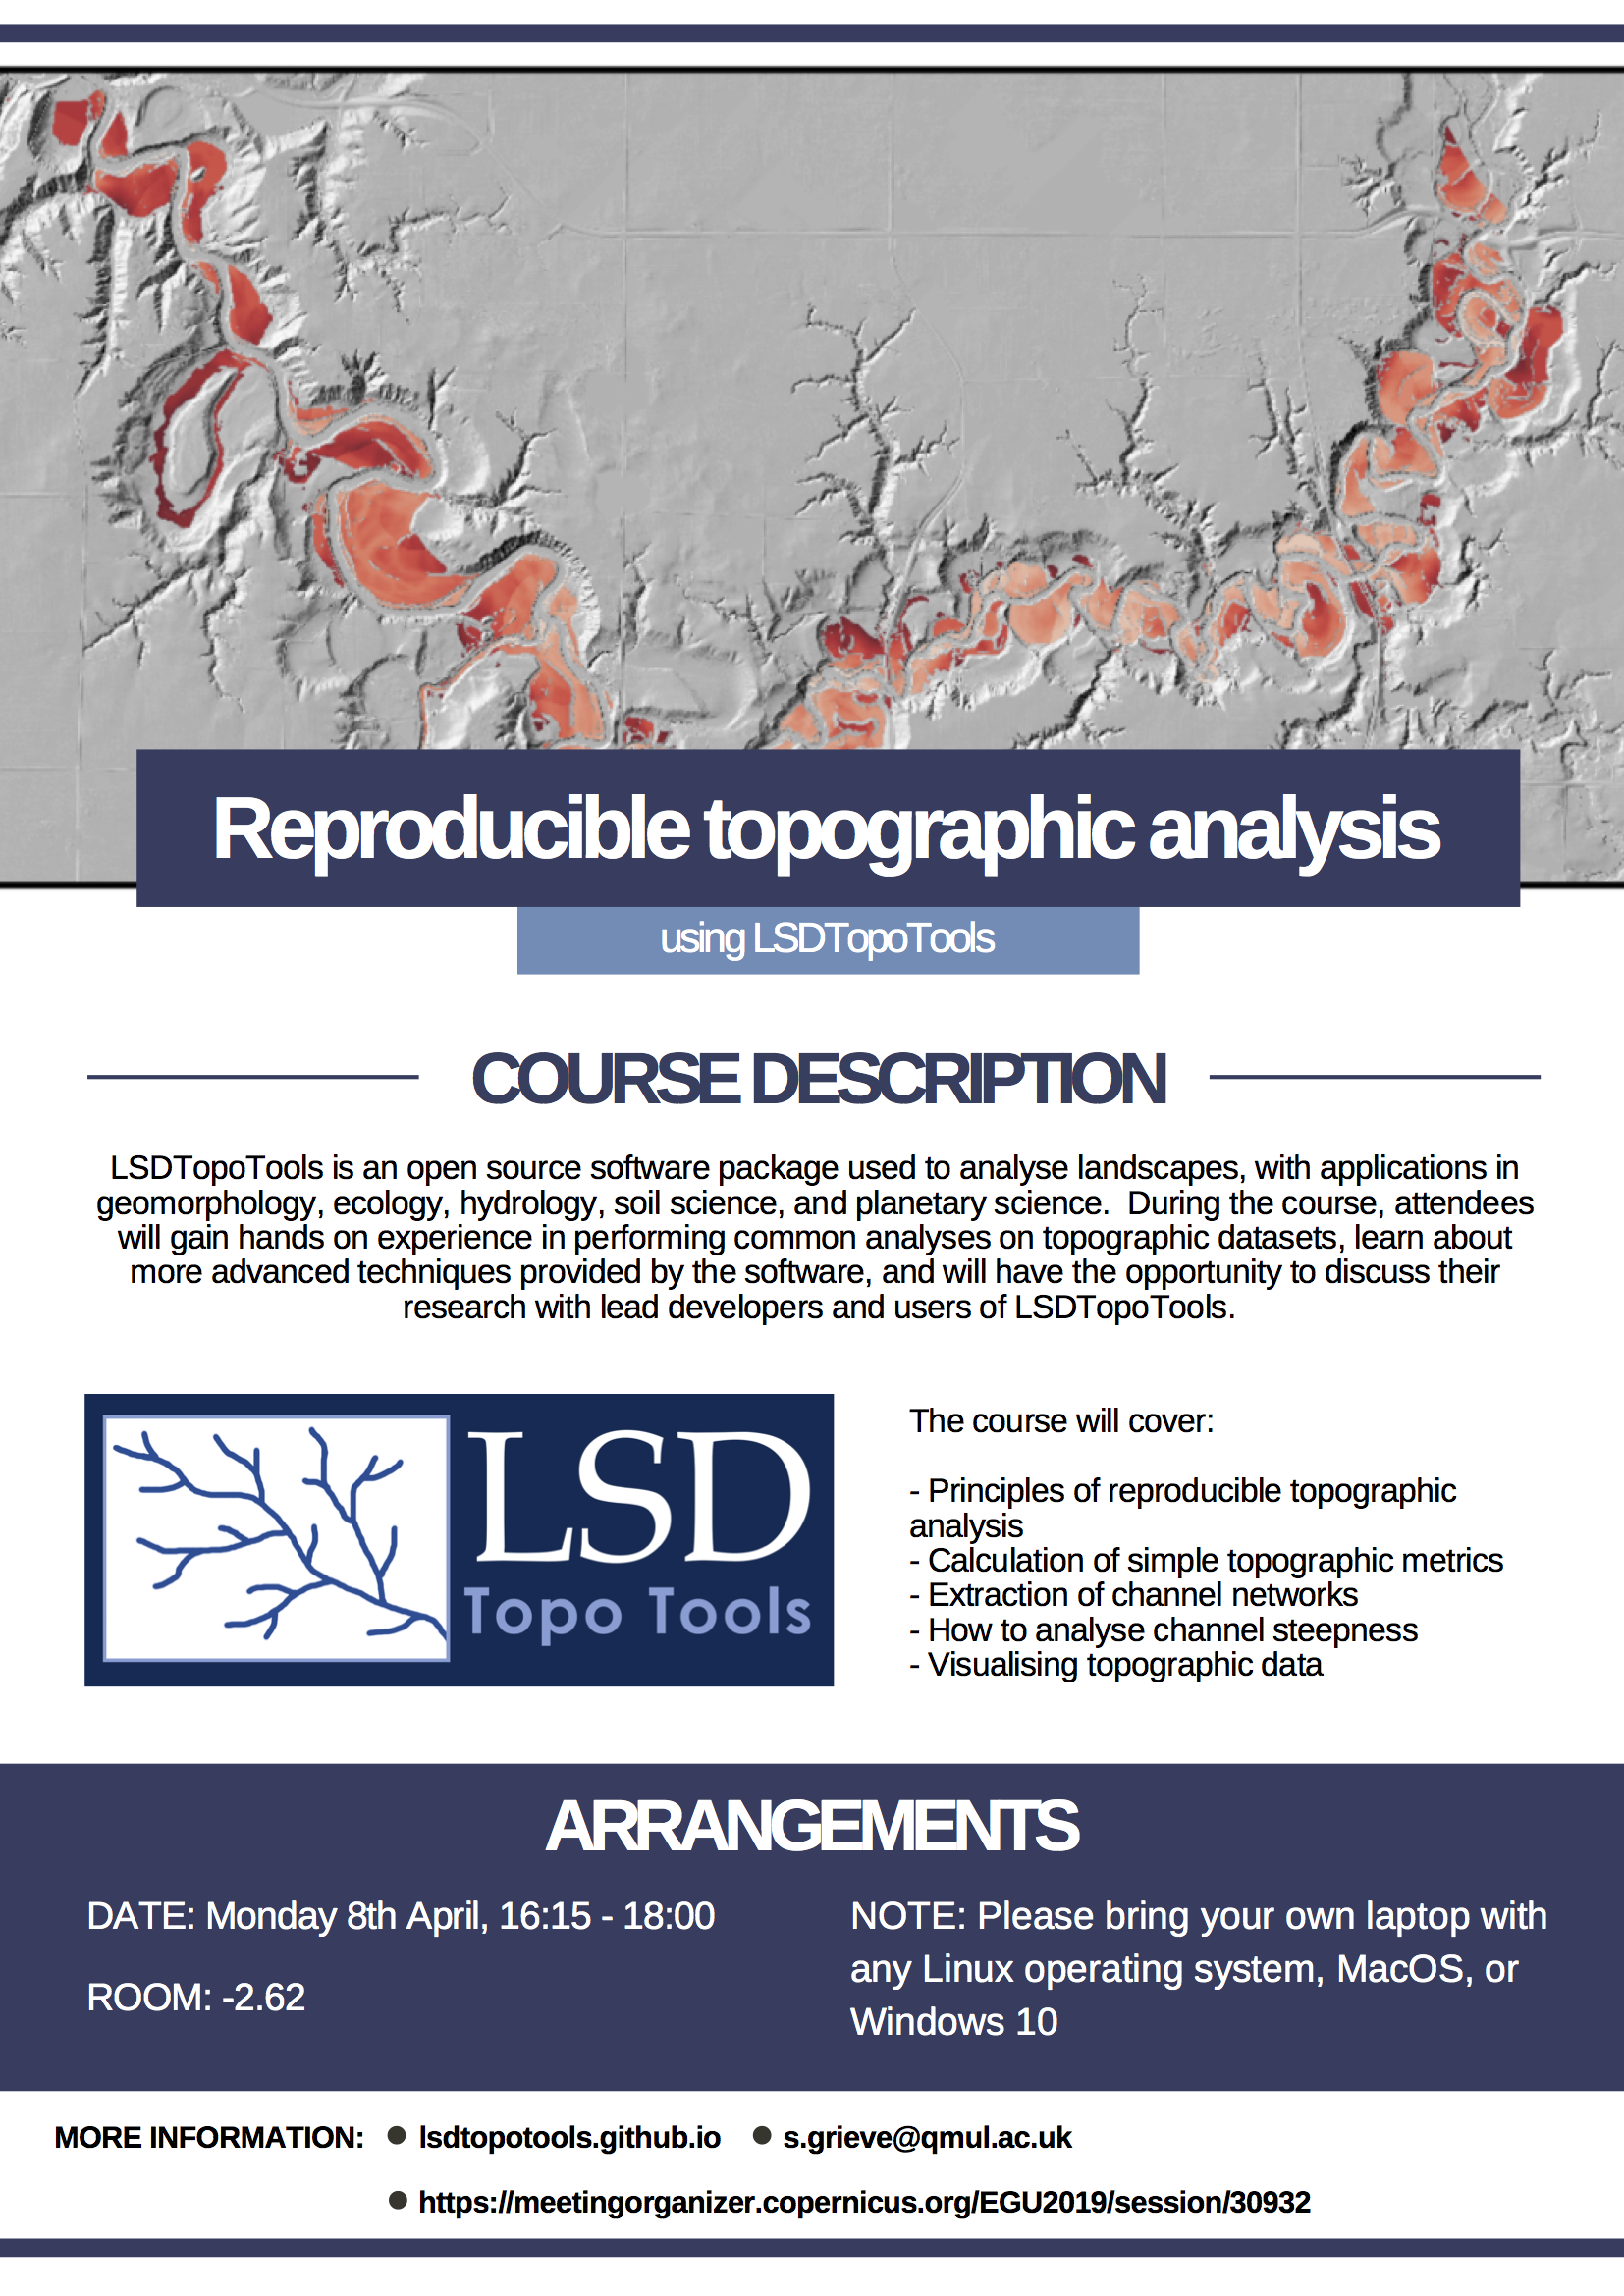 Reproducible topographic analysis
using LSDTopoTools
COURSE DESCRIPTION
LSDTopoTools is an open source software package used to analyse landscapes, with applications in
geomorphology, ecology, hydrology, soil science, and planetary science.  During the course, attendees
will gain hands on experience in performing common analyses on topographic datasets, learn about
more advanced techniques provided by the software, and will have the opportunity to discuss their
research with lead developers and users of LSDTopoTools.
LSD
Topo Tools
The course will cover:
- Principles of reproducible topographic
analysis
- Calculation of simple topographic metrics
- Extraction of channel networks
- How to analyse channel steepness
- Visualising topographic data
ARRANGEMENTS
DATE: Monday 8th April, 16:15 - 18:00
ROOM: -2.62
NOTE: Please bring your own laptop with
any Linux operating system, MacOS, or
Windows 10
MORE INFORMATION: ● lsdtopotools.github.io ● s.grieve@qmul.ac.uk
● https://meetingorganizer.copernicus.org/EGU2019/session/30932